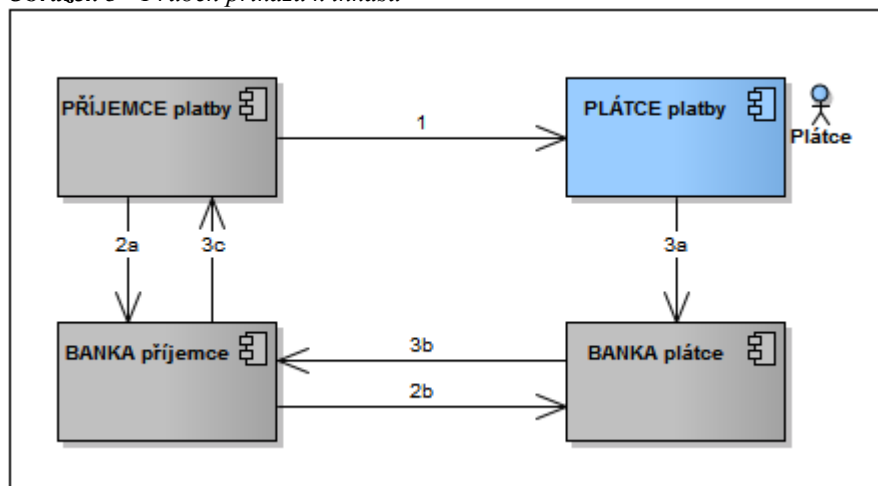 PŘÍJEMCE platby
1
PLÁTCE platby
Plátce
2a
3c
3a
BANKA příjemce
3b
BANKA plátce
2b